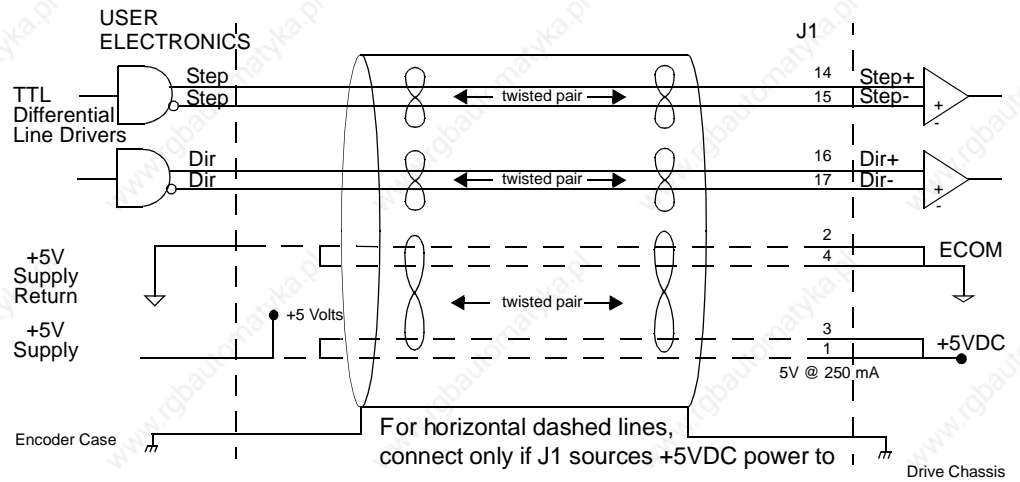 USER
ELECTRONICS
J1
TTL
Differential
Line Drivers
Step
Step
twisted pair
14
15
Step+
Step-
+
-
Dir
Dir
twisted pair
16
17
Dir+
Dir-
+
-
+5V
Supply
Return
2
4
ECOM
twisted pair
+5V
Supply
+5 Volts
3
1
+5VDC
5V @ 250 mA
Encoder Case
For horizontal dashed lines,
connect only if J1 sources +5VDC power to
Drive Chassis
www.rgbautomatyka.pl